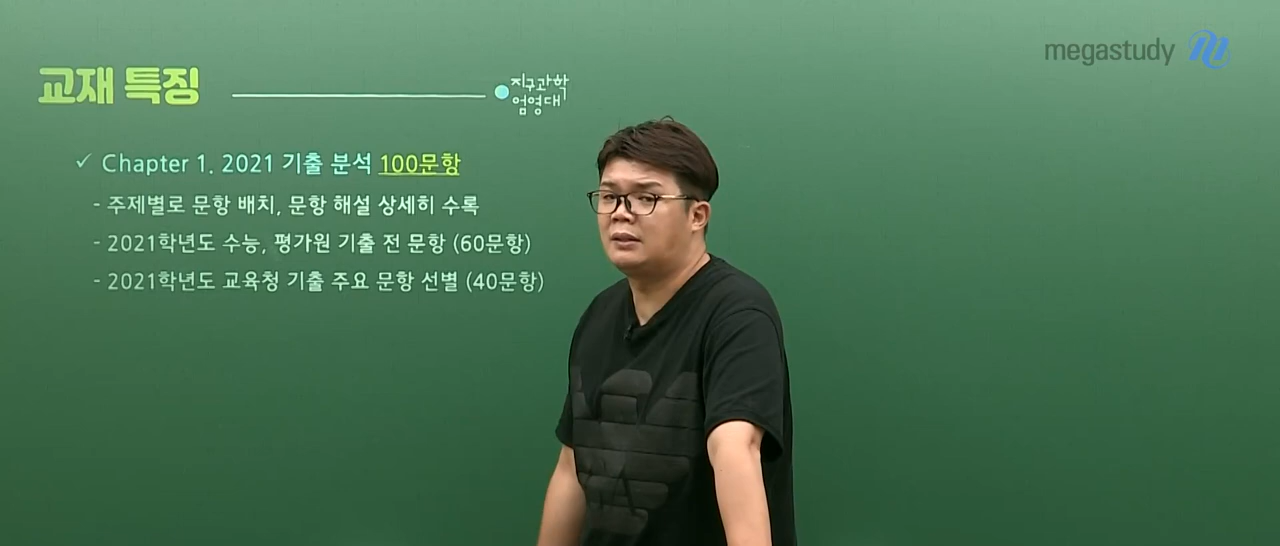 megastudy
교재 특징
지구과학
엄영대
✓ Chapter 1. 2021 기출 분석 100문항
- 주제별로 문항 배치, 문항 해설 상세히 수록
- 2021학년도 수능, 평가원 기출 전 문항 (60문항)
- 2021학년도 교육청 기출 주요 문항 선별 (40문항)